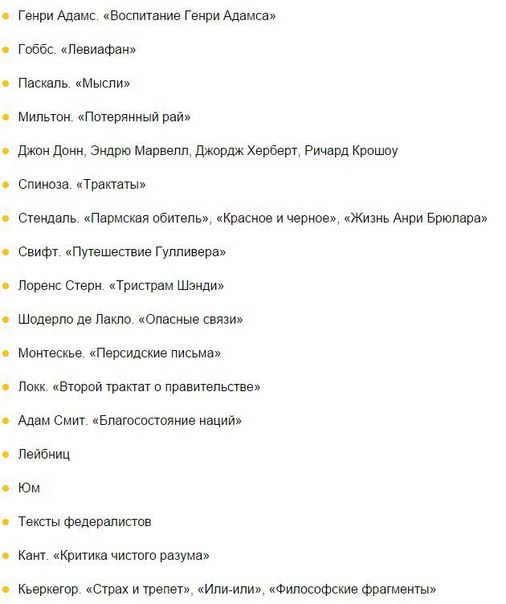 Генри Адамс. «Воспитание Генри Адамса»
Гоббс. «Левиафан»
Паскаль. «Мысли»
Мильтон. «Потерянный рай»
Джон Донн, Эндрю Марвелл, Джордж Херберт, Ричард Крошоу
Спиноза. «Трактаты»
Стендаль. «Пармская обитель», «Красное и черное», «Жизнь Анри Брюлара»
Свифт. «Путешествие Гулливера»
Лоренс Стерн. «Тристрам Шэнди»
Шодерло де Лакло. «Опасные связи»
Монтескье. «Персидские письма»
Локк. «Второй трактат о правительстве»
Адам Смит. «Благосостояние наций»
Лейбниц
Юм
Тексты федералистов
Кант. «Критика чистого разума»
Кьеркегор. «Страх и трепет», «Или-или», «Философские фрагменты»